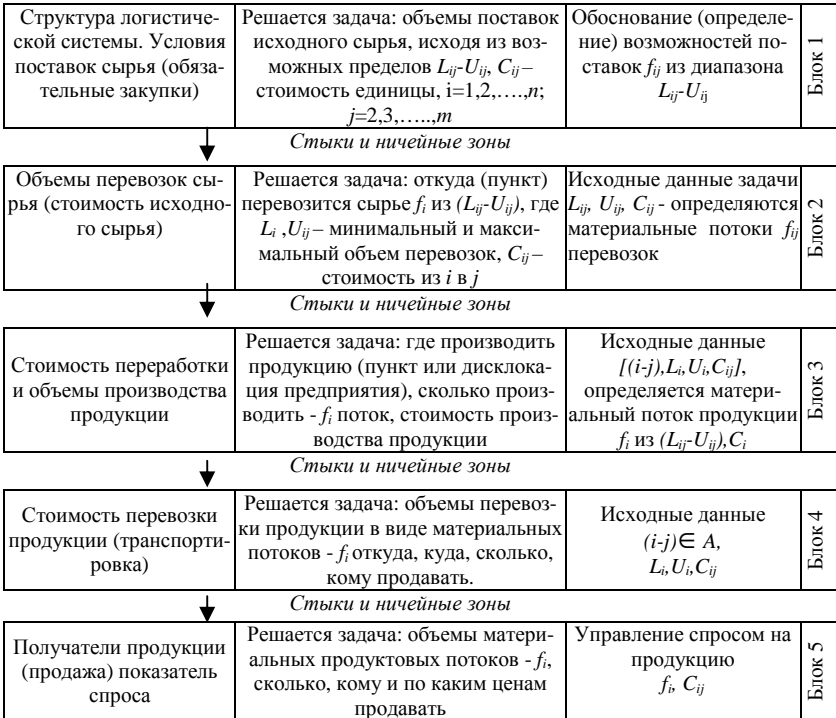 Структура логистиче-
ской системы. Условия
поставок сырья (обяза-
тельные закупки)
Решается задача: объемы поставок
исходного сырья, исходя из воз-
можных пределов Lij-Uij, Cij –
стоимость единицы, i=1,2,….,n;
j=2,3,…..,m
Обоснование (определе-
ние) возможностей по-
ставок fij из диапазона
Lij-Uij
Блок 1
Стыки и ничейные зоны
Объемы перевозок сы-
рья (стоимость исходно-
го сырья)
Решается задача: откуда (пункт)
перевозится сырье fi из (Lij-Uij), где
Li ,Uij – минимальный и макси-
мальный объем перевозок, Cij –
стоимость из i в j
Исходные данные задачи
Lij, Uij, Cij - определяются
материальные потоки fij
перевозок
Блок 2
Стыки и ничейные зоны
Стоимость переработки
и объемы производства
продукции
Решается задача: где производить
продукцию (пункт или дислока-
ция предприятия), сколько произ-
водить - fi поток, стоимость произ-
водства продукции
Исходные данные
[(i-j),Li,Ui,Cij],
определяется матери-
альный поток продукции
fi из (Lij-Uij),Ci
Блок 3
Стыки и ничейные зоны
Стоимость перевозки
продукции (транспорти-
ровка)
Решается задача: объемы перевоз-
ки продукции в виде материальных
потоков - fi откуда, куда, сколько,
кому продавать.
Исходные данные
(i-j)∈ A,
Li,Ui,Cij
Блок 4
Стыки и ничейные зоны
Получатели продукции
(продажа) показатель
спроса
Решается задача: объемы матери-
альных продуктовых потоков - fi,
сколько, кому и по каким ценам
продавать
Управление спросом на
продукцию
fi, Cij
Блок 5